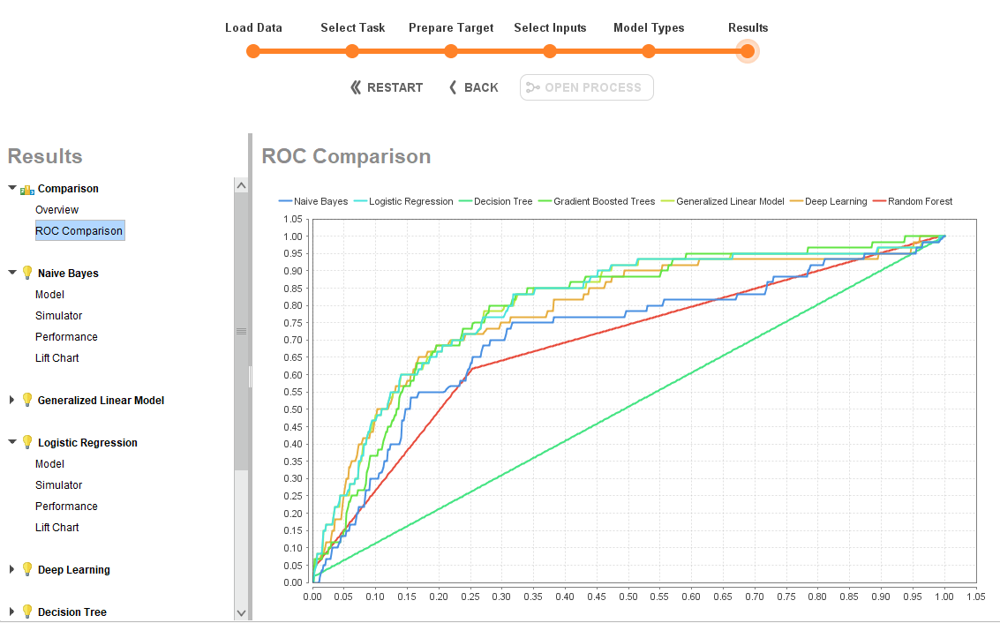 Load Data Select Task Prepare Target Select Inputs Model Types Results
RESTART BACK OPEN PROCESS
Results
Comparison
Overview
ROC Comparison
Naive Bayes
Model
Simulator
Performance
Lift Chart
Generalized Linear Model
Logistic Regression
Model
Simulator
Performance
Lift Chart
Deep Learning
Decision Tree
ROC Comparison
Naive Bayes Logistic Regression Decision Tree Gradient Boosted Trees Generalized Linear Model Deep Learning Random Forest
1.05
1.00
0.95
0.90
0.85
0.80
0.75
0.70
0.65
0.60
0.55
0.50
0.45
0.40
0.35
0.30
0.25
0.20
0.15
0.10
0.05
0.00
0.00 0.05 0.10 0.15 0.20 0.25 0.30 0.35 0.40 0.45 0.50 0.55 0.60 0.65 0.70 0.75 0.80 0.85 0.90 0.95 1.00 1.05